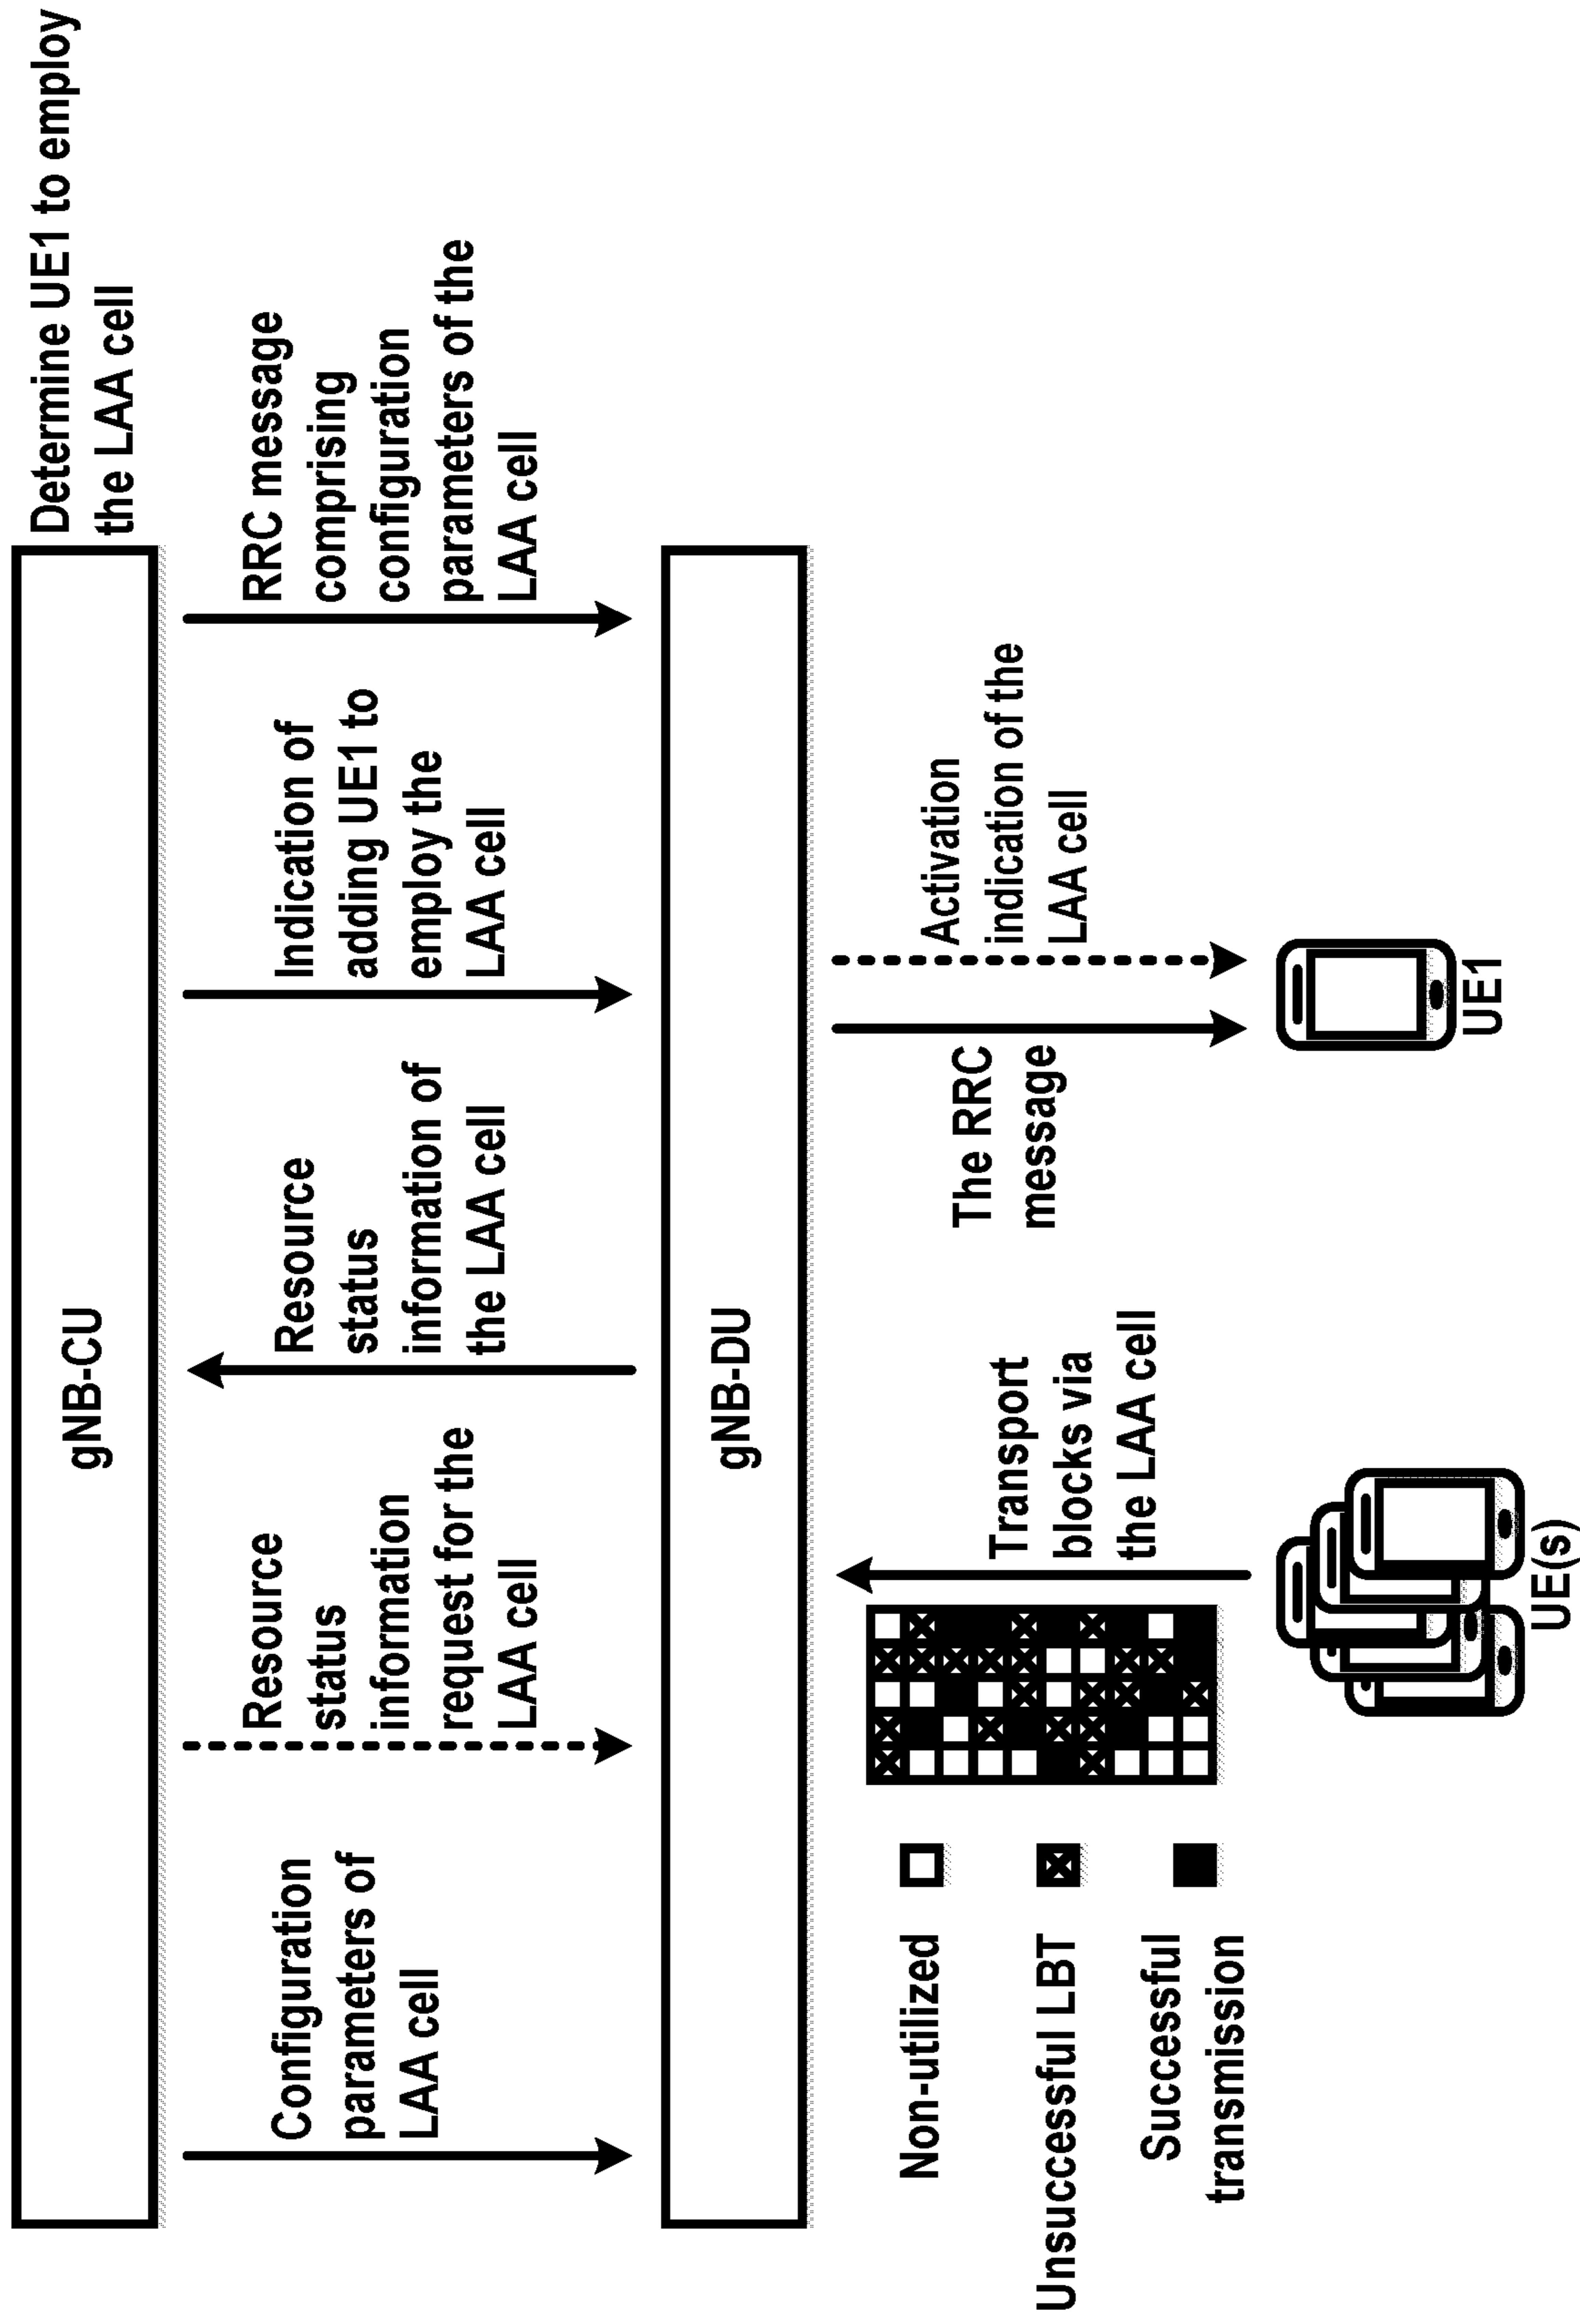 Determine UE1 to employ
the LAA cell
gNB-CU
Configuration
parameters of
LAA cell
Resource
status
information
request for the
LAA cell
Resource
status
information of
the LAA cell
Indication of
adding UE1 to
employ the
LAA cell
RRC message
comprising
configuration
parameters of the
LAA cell
gNB-DU
Non-utilized
Unsuccessful LBT
Successful
transmission
Transport
blocks via
the LAA cell
The RRC
message
Activation
indication of the
LAA cell
UE(s)
UE1